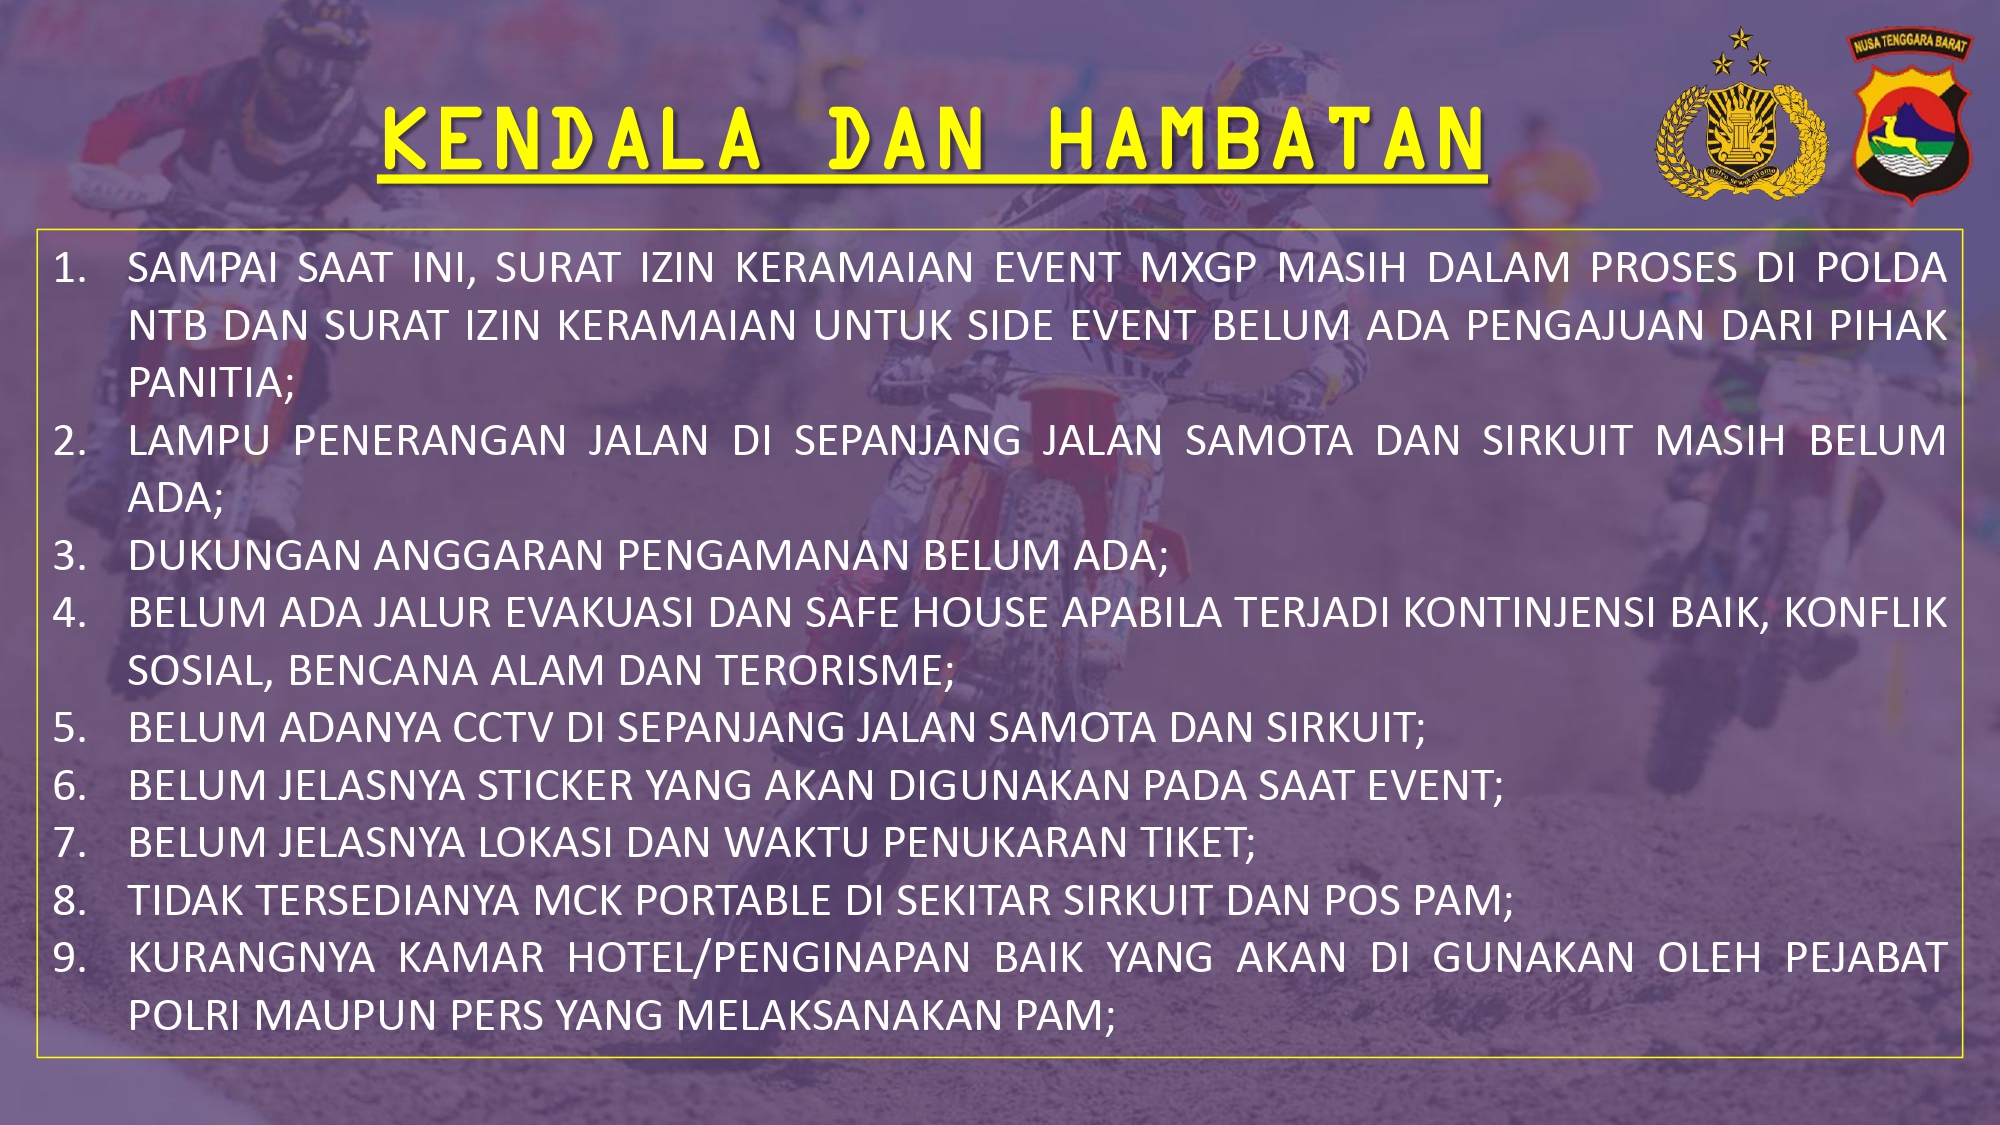 NUSA TENGGARA BARAT
KENDALA DAN HAMBATAN
1. SAMPAI SAAT INI, SURAT IZIN KERAMAIAN EVENT MXGP MASIH DALAM PROSES DI POLDA
NTB DAN SURAT IZIN KERAMAIAN UNTUK SIDE EVENT BELUM ADA PENGAJUAN DARI PIHAK
PANITIA;
2. LAMPU PENERANGAN JALAN DI SEPANJANG JALAN SAMOTA DAN SIRKUIT MASIH BELUM
ADA;
3. DUKUNGAN ANGGARAN PENGAMANAN BELUM ADA;
4. BELUM ADA JALUR EVAKUASI DAN SAFE HOUSE APABILA TERJADI KONTINJENSI BAIK, KONFLIK
SOSIAL, BENCANA ALAM DAN TERORISME;
5. BELUM ADANYA CCTV DI SEPANJANG JALAN SAMOTA DAN SIRKUIT;
6. BELUM JELASNYA STICKER YANG AKAN DIGUNAKAN PADA SAAT EVENT;
7. BELUM JELASNYA LOKASI DAN WAKTU PENUKARAN TIKET;
8. TIDAK TERSEDIANYA MCK PORTABLE DI SEKITAR SIRKUIT DAN POS PAM;
9. KURANGNYA KAMAR HOTEL/PENGINAPAN BAIK YANG AKAN DI GUNAKAN OLEH PEJABAT
POLRI MAUPUN PERS YANG MELAKSANAKAN PAM;